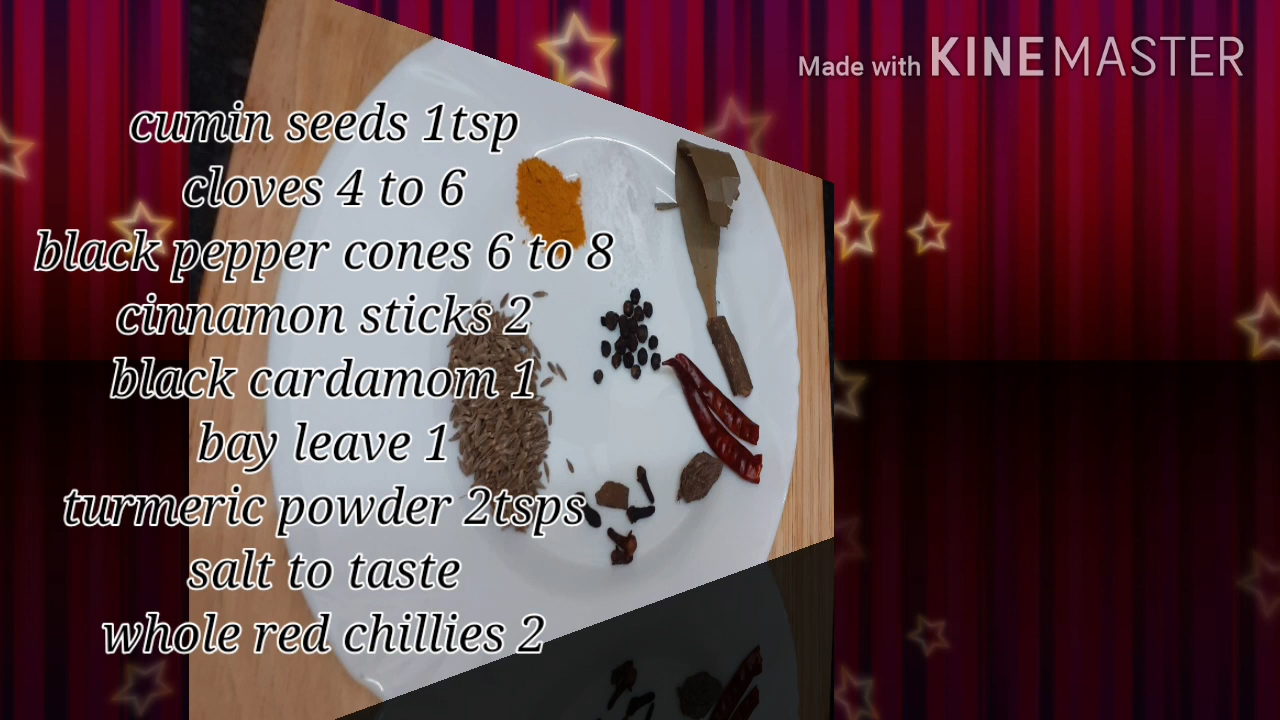 Made with KINEMASTER
cumin seeds 1tsp
cloves 4 to 6
black pepper cones 6 to 8
cinnamon sticks 2
black cardamom 1
bay leave 1
turmeric powder 2tsps
salt to taste
whole red chillies 2